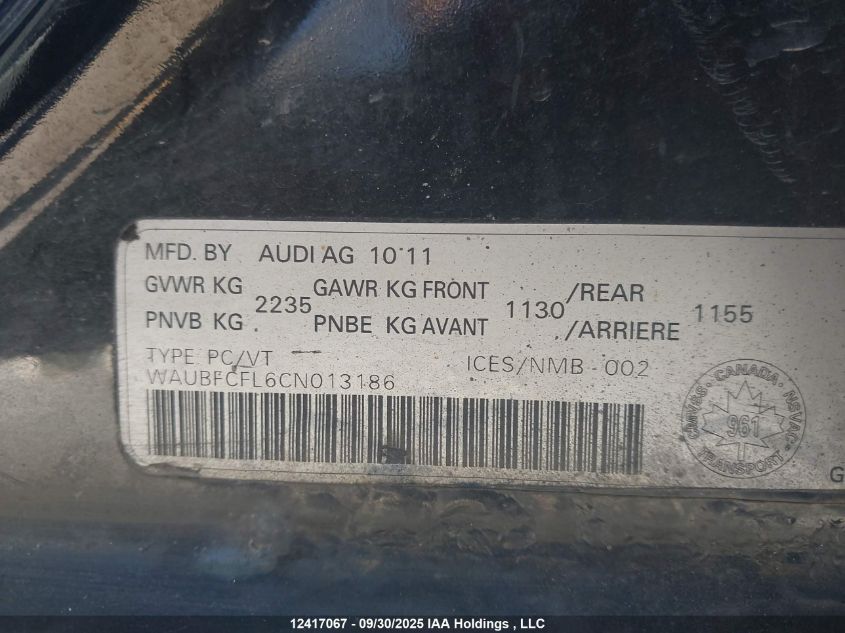 MFD. BY AUDI AG 10 11
GVWR KG 2235 GAWR KG FRONT 1130 /REAR 1155
PNVB KG . PNBE KG AVANT /ARRIERE
TYPE PC/VT — ICES/NMB - 002
WAUBFCFL6CN013186
CANADA
CMVSS 961 NSVAC
TRANSPORT
G
12417067 - 09/30/2025 IAA Holdings , LLC